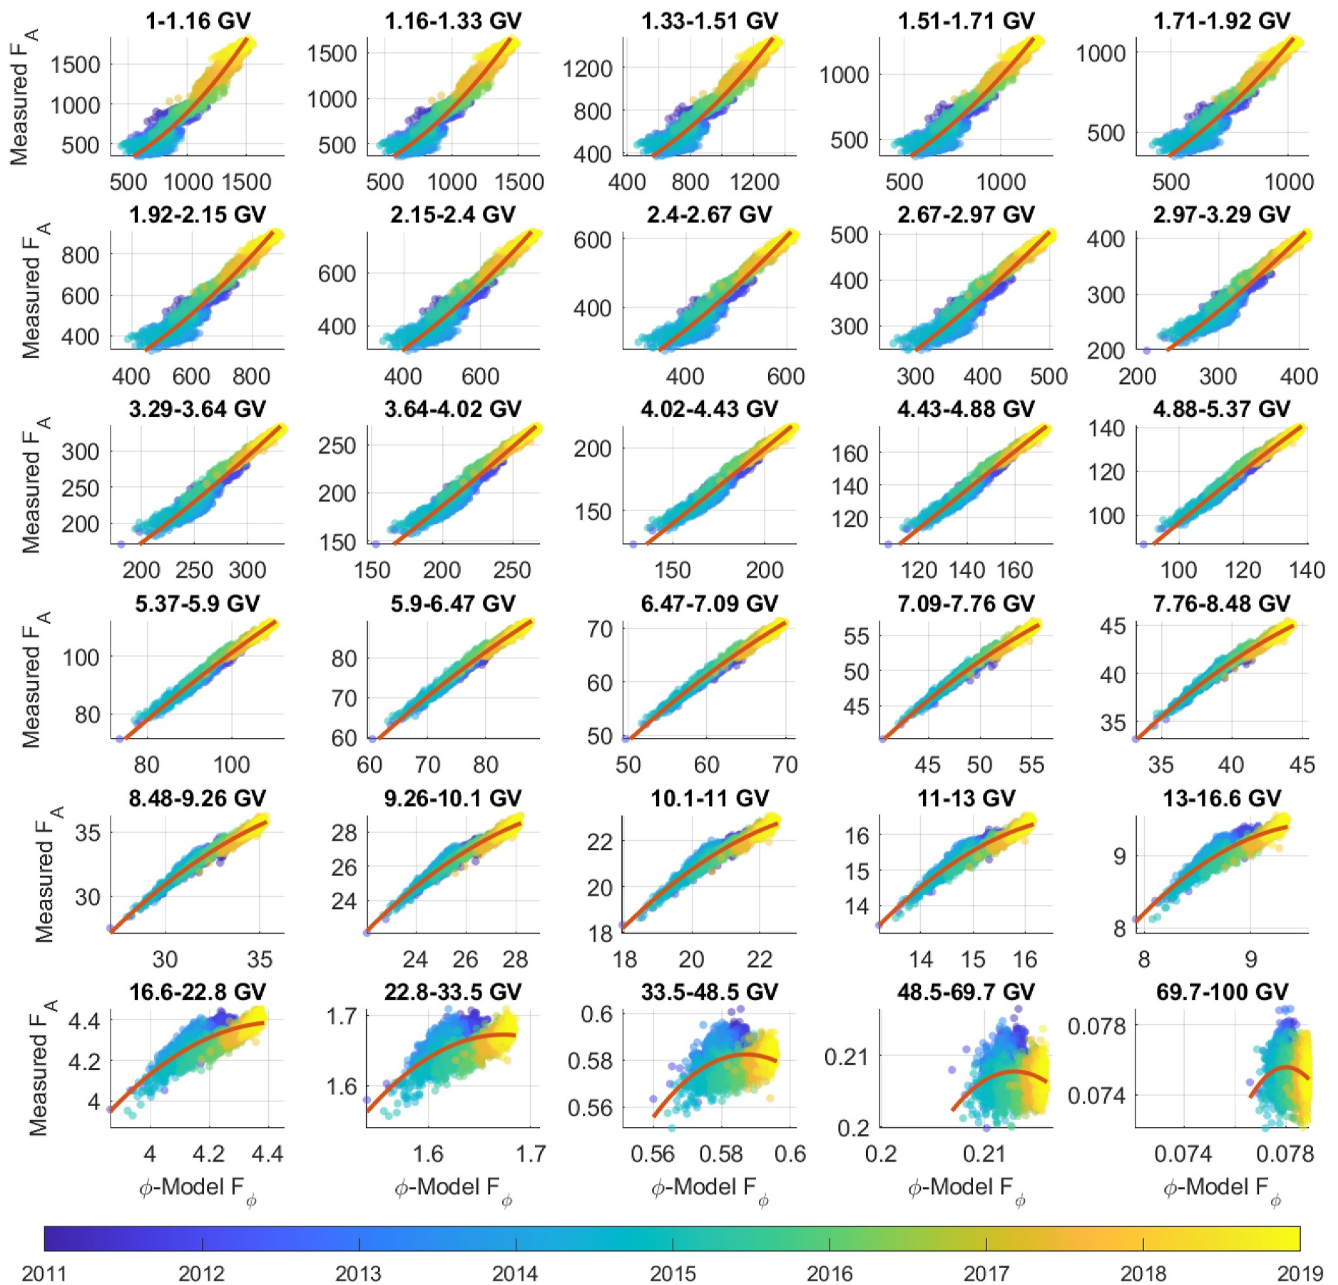 1-1.16 GV 1.16-1.33 GV 1.33-1.51 GV 1.51-1.71 GV 1.71-1.92 GV
Measured F_A
1500 1500 1200 1000 1000
1000 1000 800 500 500
500 500 400
500 1000 1500 500 1000 1500 400 800 1200 500 1000 500 1000
1.92-2.15 GV 2.15-2.4 GV 2.4-2.67 GV 2.67-2.97 GV 2.97-3.29 GV
Measured F_A
800 600 600 500 400
600 400 400 400 300
400 300 200
400 600 800 400 600 400 600 300 400 500 200 300 400
3.29-3.64 GV 3.64-4.02 GV 4.02-4.43 GV 4.43-4.88 GV 4.88-5.37 GV
Measured F_A
300 250 200 160 140
250 200 150 140 120
200 150 120 100
200 250 300 150 200 250 150 200 120 140 160 100 120 140
5.37-5.9 GV 5.9-6.47 GV 6.47-7.09 GV 7.09-7.76 GV 7.76-8.48 GV
Measured F_A
100 80 70 55 45
80 70 60 50 40
60 50 45 35
80 100 60 70 80 50 60 70 45 50 55 35 40 45
8.48-9.26 GV 9.26-10.1 GV 10.1-11 GV 11-13 GV 13-16.6 GV
Measured F_A
35 28 22 16 9
30 26 20 15 8
24 18 14
22
30 35 24 26 28 18 20 22 14 15 16 8 9
16.6-22.8 GV 22.8-33.5 GV 33.5-48.5 GV 48.5-69.7 GV 69.7-100 GV
Measured F_A
4.4 1.7 0.6 0.21 0.078
4.2 1.6 0.58 0.2 0.074
4 0.56
4 4.2 4.4 1.6 1.7 0.56 0.58 0.6 0.2 0.21 0.074 0.078
ϕ-Model F_ϕ ϕ-Model F_ϕ ϕ-Model F_ϕ ϕ-Model F_ϕ ϕ-Model F_ϕ
2011 2012 2013 2014 2015 2016 2017 2018 2019